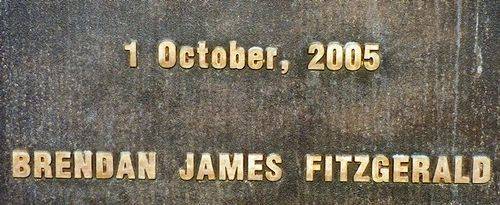 1 October, 2005
BRENDAN JAMES FITZGERALD